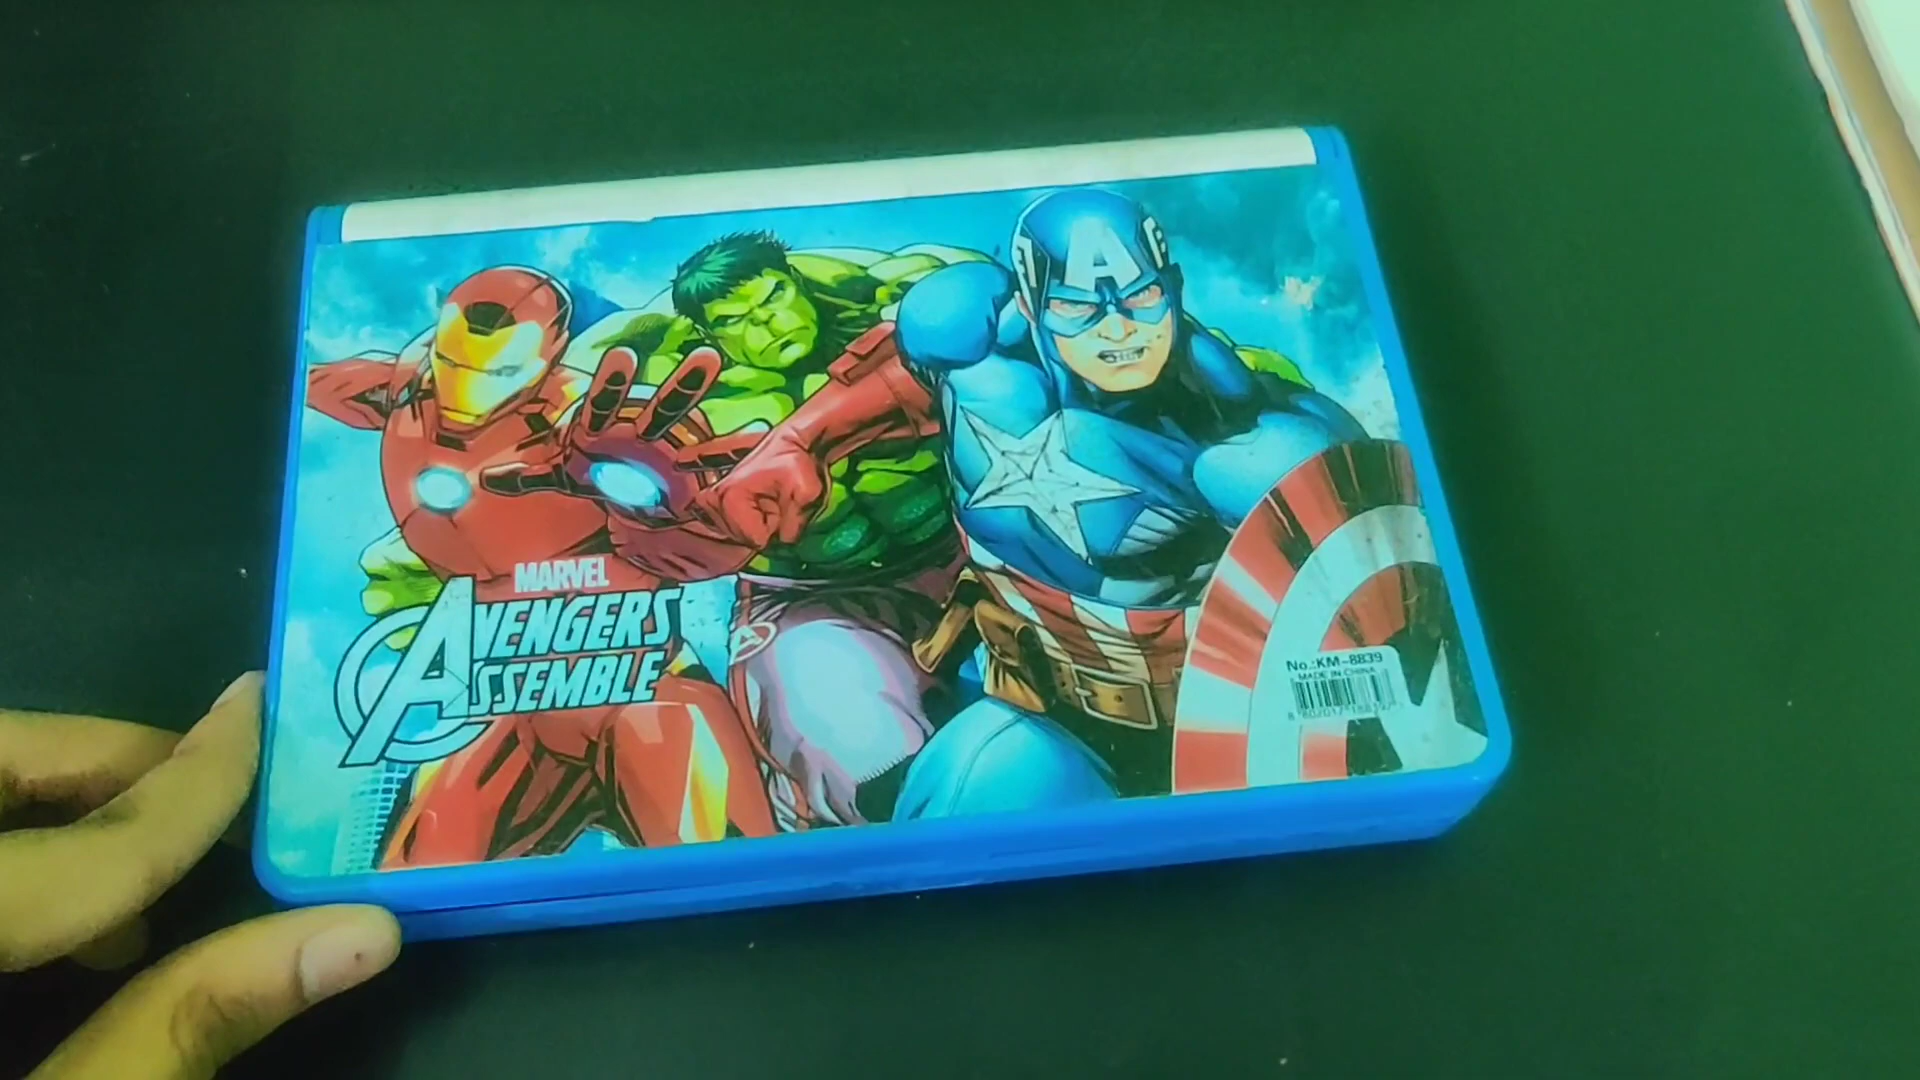 A
MARVEL
AVENGERS
ASSEMBLE
No.:KM-8839
MADE IN CHINA